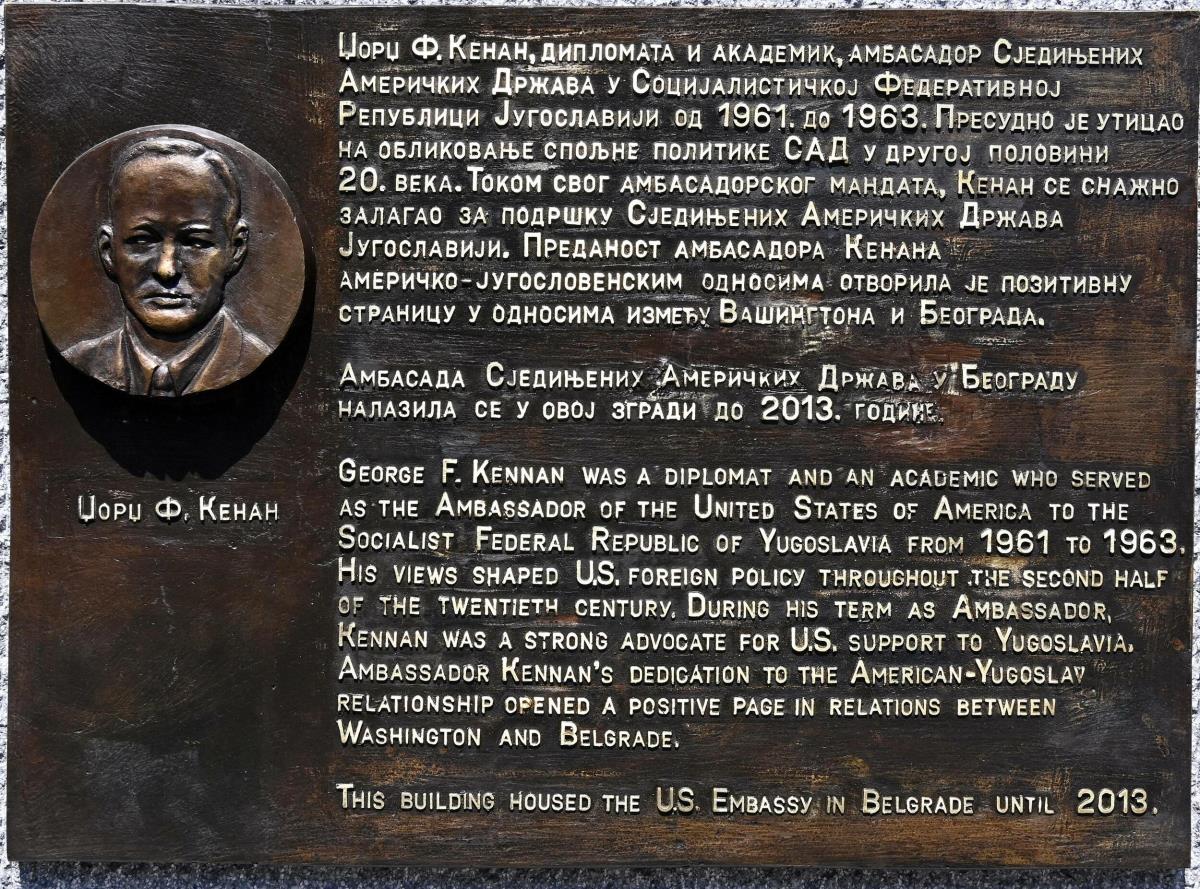 Џорџ Ф. Кенан, дипломата и академик, амбасадор Сједињених
Америчких Држава у Социјалистичкој Федеративној
Републици Југославији од 1961. до 1963. Пресудно је утицао
на обликовање спољне политике САД у другој половини
20. века. Током свог амбасадорског мандата, Кенан се снажно
залагао за подршку Сједињених Америчких Држава
Југославији. Преданост амбасадора Кенана
америчко-југословенским односима отворила је позитивну
страницу у односима између Вашингтона и Београда.
Амбасада Сједињених Америчких Држава у Београду
налазила се у овој згради до 2013. године.
Џорџ Ф. Кенан
George F. Kennan was a diplomat and an academic who served
as the Ambassador of the United States of America to the
Socialist Federal Republic of Yugoslavia from 1961 to 1963.
His views shaped U.S. foreign policy throughout the second half
of the twentieth century. During his term as Ambassador,
Kennan was a strong advocate for U.S. support to Yugoslavia.
Ambassador Kennan's dedication to the American-Yugoslav
relationship opened a positive page in relations between
Washington and Belgrade.
This building housed the U.S. Embassy in Belgrade until 2013.